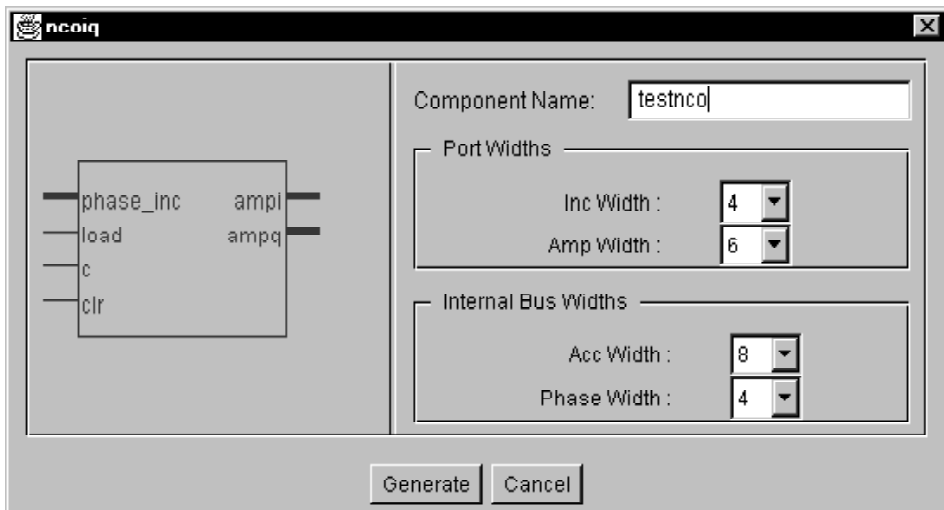 ncoiq
phase_inc ampi
load ampq
c
clr
Component Name: testnco
Port Widths
Inc Width : 4
Amp Width : 6
Internal Bus Widths
Acc Width : 8
Phase Width : 4
Generate Cancel